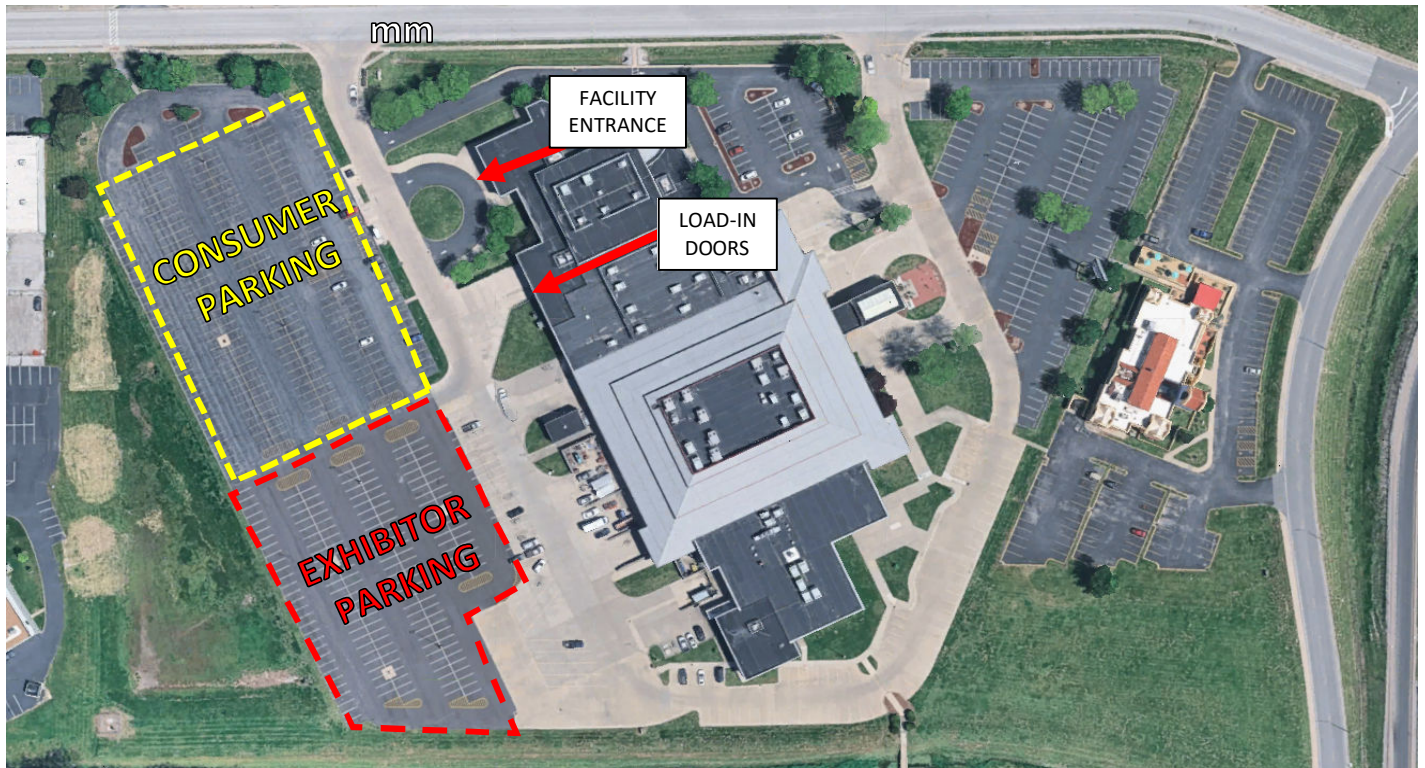 mm
FACILITY
ENTRANCE
LOAD-IN
DOORS
CONSUMER
PARKING
EXHIBITOR
PARKING